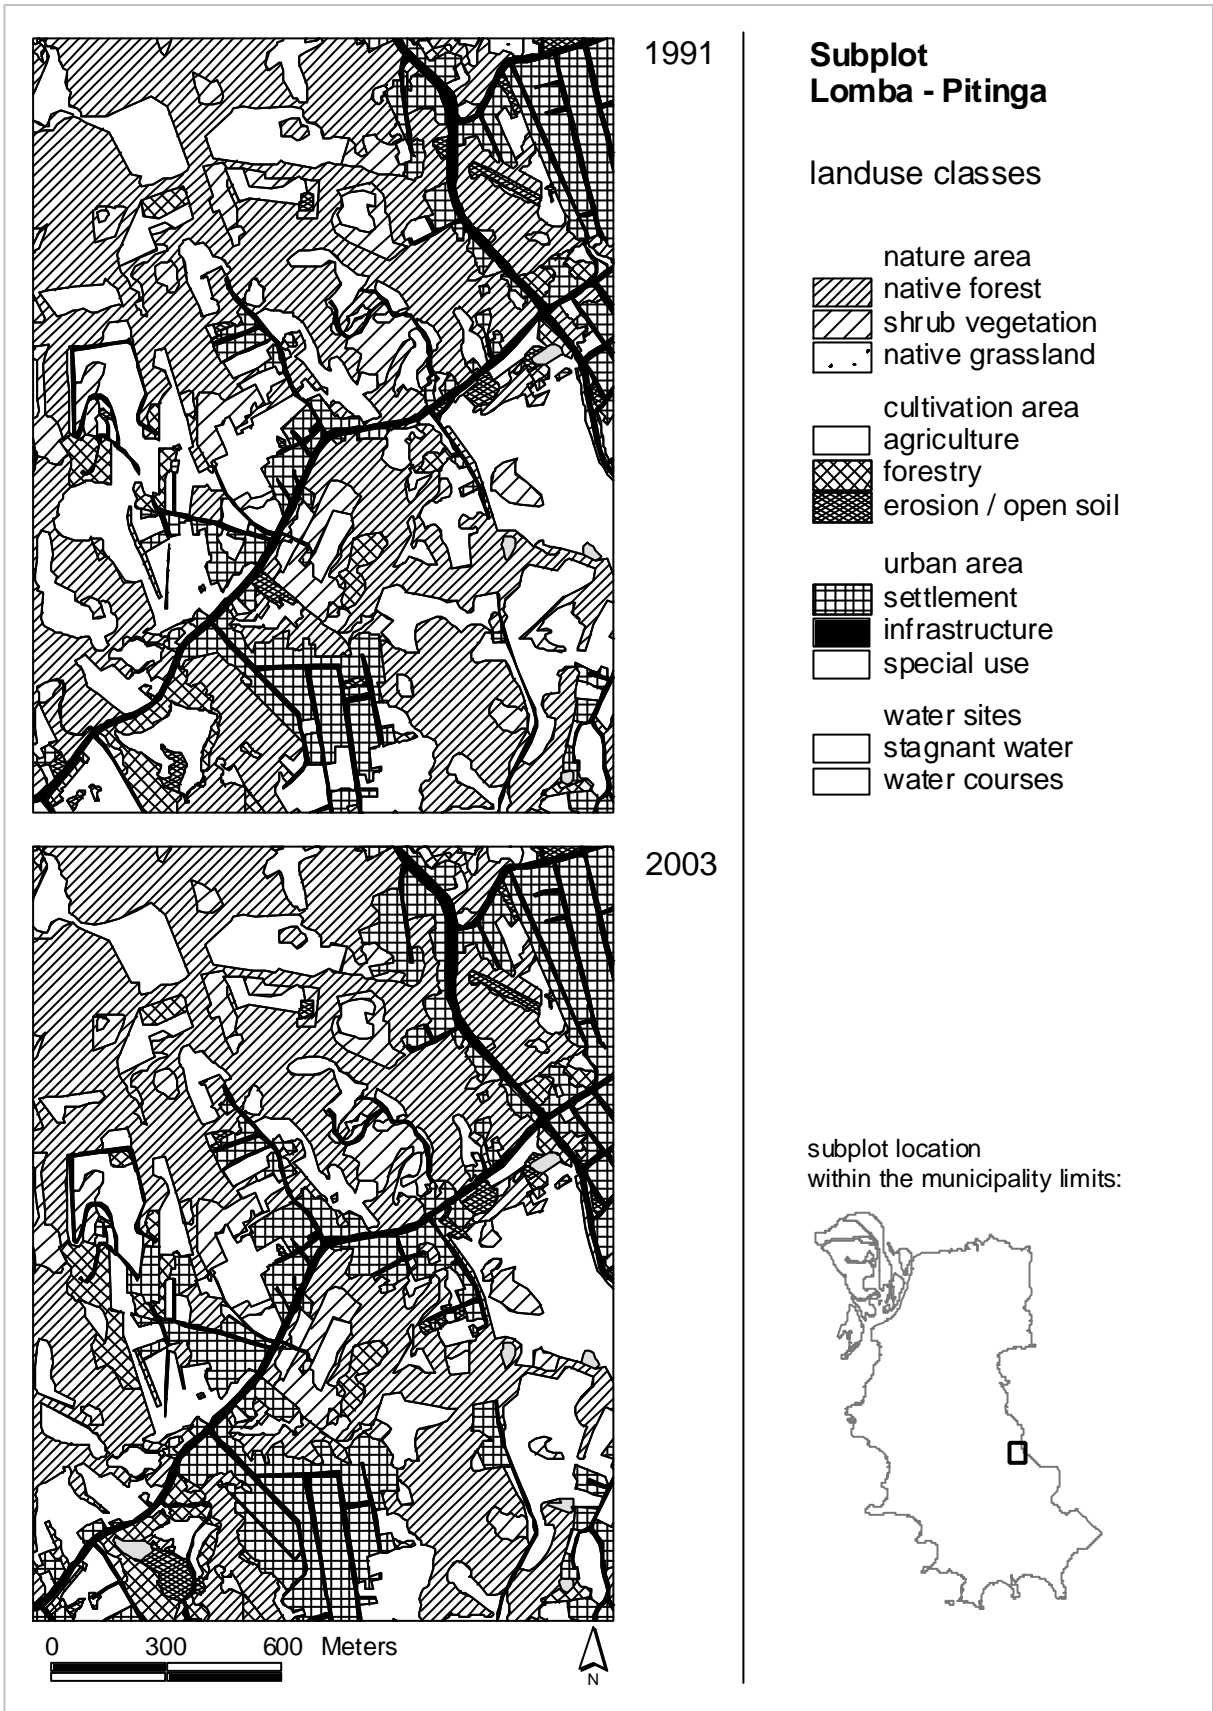 1991
Subplot
Lomba - Pitinga
landuse classes
nature area
native forest
shrub vegetation
native grassland
cultivation area
agriculture
forestry
erosion / open soil
urban area
settlement
infrastructure
special use
water sites
stagnant water
water courses
2003
subplot location
within the municipality limits:
0 300 600 Meters
N